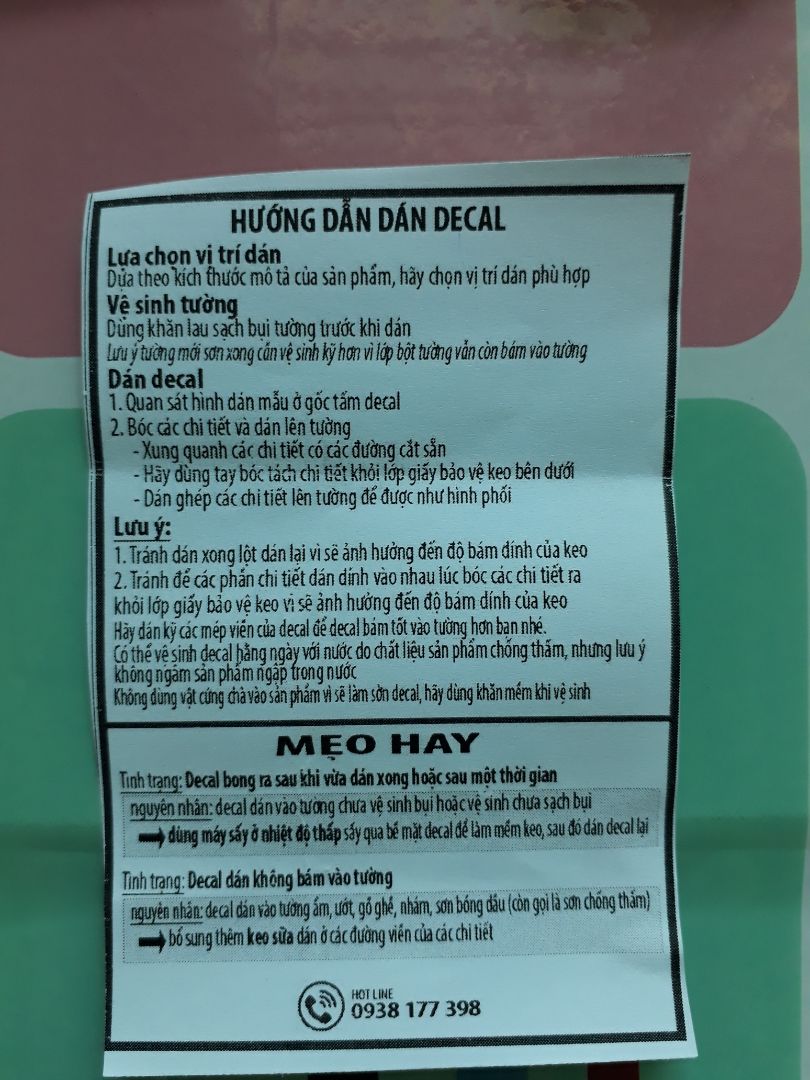 HƯỚNG DẪN DÁN DECAL
Lựa chọn vị trí dán
Dựa theo kích thước mô tả của sản phẩm, hãy chọn vị trí dán phù hợp
Vệ sinh tường
Dùng khăn lau sạch bụi tường trước khi dán
Lưu ý tường mới sơn xong cần vệ sinh kỹ hơn vì lớp bột tường vẫn còn bám vào tường
Dán decal
1. Quan sát hình dán mẫu ở gốc tấm decal
2. Bóc các chi tiết và dán lên tường
- Xung quanh các chi tiết có các đường cắt sẵn
- Hãy dùng tay bóc tách chi tiết khỏi lớp giấy bảo vệ keo bên dưới
- Dán ghép các chi tiết lên tường để được như hình phối
Lưu ý:
1. Tránh dán xong lột dán lại vì sẽ ảnh hưởng đến độ bám dính của keo
2. Tránh để các phần chi tiết dán dính vào nhau lúc bóc các chi tiết ra
khỏi lớp giấy bảo vệ keo vì sẽ ảnh hưởng đến độ bám dính của keo
Hãy dán kỹ các mép viền của decal để decal bám tốt vào tường hơn bạn nhé.
Có thể vệ sinh decal hằng ngày với nước do chất liệu sản phẩm chống thấm, nhưng lưu ý
không ngâm sản phẩm ngập trong nước
Không dùng vật cứng chà vào sản phẩm vì sẽ làm sờn decal, hãy dùng khăn mềm khi vệ sinh
MẸO HAY
Tình trạng: Decal bong ra sau khi vừa dán xong hoặc sau một thời gian
nguyên nhân: decal dán vào tường chưa vệ sinh bụi hoặc vệ sinh chưa sạch bụi
➡ dùng máy sấy ở nhiệt độ thấp sấy qua bề mặt decal để làm mềm keo, sau đó dán decal lại
Tình trạng: Decal dán không bám vào tường
nguyên nhân: decal dán vào tường ẩm, ướt, gồ ghề, nhám, sơn bóng dầu (còn gọi là sơn chống thấm)
➡ bổ sung thêm keo sữa dán ở các đường viền của các chi tiết
HOT LINE
0938 177 398